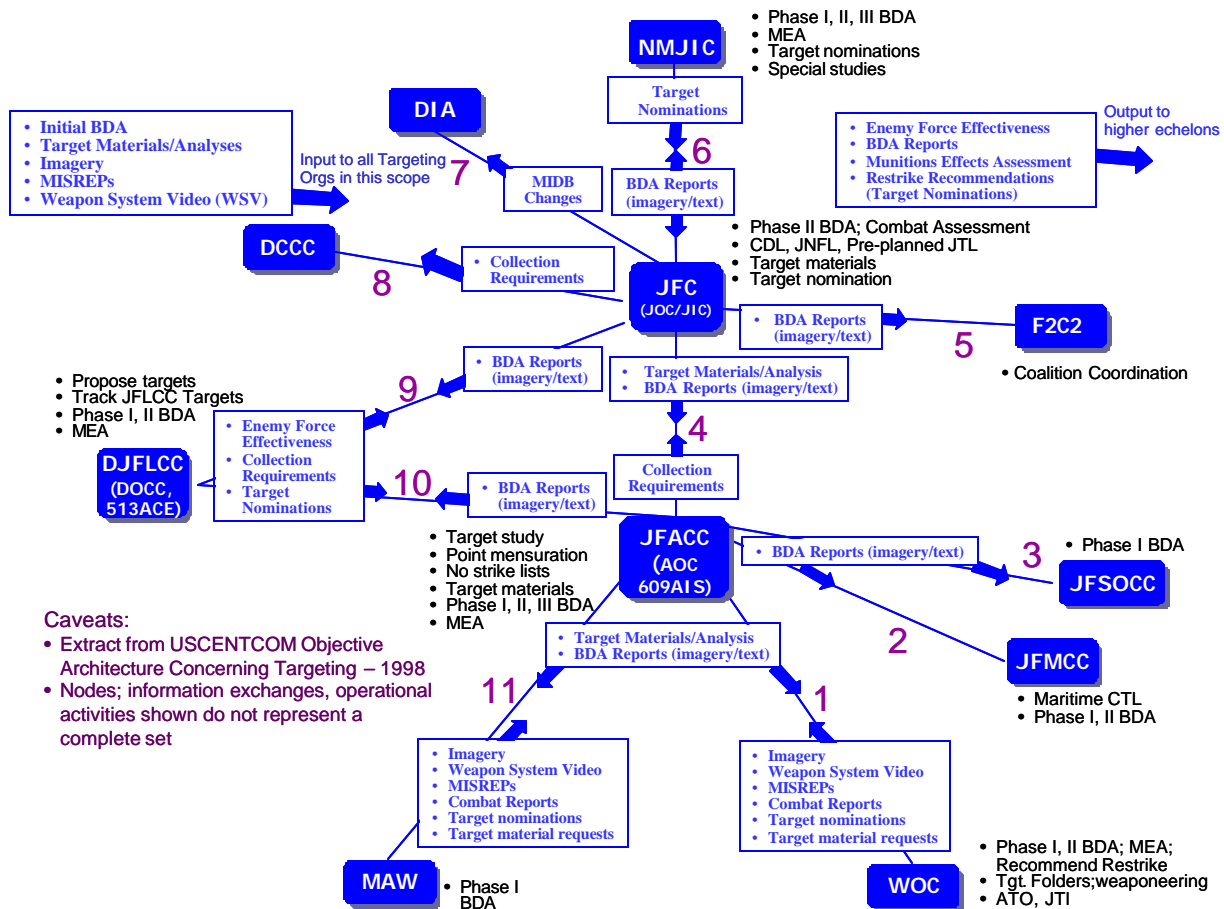 NMJIC
• Phase I, II, III BDA
• MEA
• Target nominations
• Special studies
Target
Nominations
DIA
• Initial BDA
• Target Materials/Analyses
• Imagery
• MISREPs
• Weapon System Video (WSV)
Input to all Targeting
Orgs in this scope
7
MIDB
Changes
6
BDA Reports
(imagery/text)
• Enemy Force Effectiveness
• BDA Reports
• Munitions Effects Assessment
• Restrike Recommendations
(Target Nominations)
Output to
higher echelons
• Phase II BDA; Combat Assessment
• CDL, JNFL, Pre-planned JTL
• Target materials
• Target nomination
DCCC
8
• Collection
Requirements
JFC
(JOC/JIC)
• BDA Reports
(imagery/text)
5
F2C2
• Coalition Coordination
• BDA Reports
(imagery/text)
9
• Target Materials/Analysis
• BDA Reports (imagery/text)
4
Collection
Requirements
• Propose targets
• Track JFLCC Targets
• Phase I, II BDA
• MEA
DJFLCC
(DOCC,
513ACE)
• Enemy Force
Effectiveness
• Collection
Requirements
• Target
Nominations
10
• BDA Reports
(imagery/text)
JFACC
(AOC
609AIS)
• Target study
• Point mensuration
• No strike lists
• Target materials
• Phase I, II, III BDA
• MEA
• BDA Reports (imagery/text)
3
• Phase I BDA
JFSOCC
2
JFMCC
• Maritime CTL
• Phase I, II BDA
Caveats:
• Extract from USCENTCOM Objective
Architecture Concerning Targeting – 1998
• Nodes; information exchanges, operational
activities shown do not represent a
complete set
• Target Materials/Analysis
• BDA Reports (imagery/text)
11
1
• Imagery
• Weapon System Video
• MISREPs
• Combat Reports
• Target nominations
• Target material requests
MAW
• Phase I
BDA
• Imagery
• Weapon System Video
• MISREPs
• Combat Reports
• Target nominations
• Target material requests
WOC
• Phase I, II BDA; MEA;
Recommend Restrike
• Tgt. Folders;weaponeering
• ATO, JTI